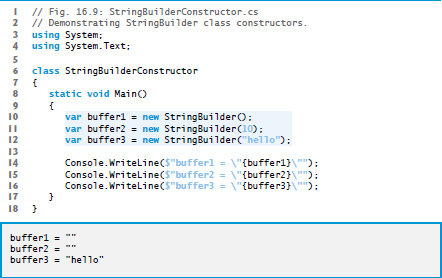 1 // Fig. 16.9: StringBuilderConstructor.cs
2 // Demonstrating StringBuilder class constructors.
3 using System;
4 using System.Text;
5
6 class StringBuilderConstructor
7 {
8 static void Main()
9 {
10 var buffer1 = new StringBuilder();
11 var buffer2 = new StringBuilder(10);
12 var buffer3 = new StringBuilder("hello");
13
14 Console.WriteLine($"buffer1 = \"{buffer1}\"");
15 Console.WriteLine($"buffer2 = \"{buffer2}\"");
16 Console.WriteLine($"buffer3 = \"{buffer3}\"");
17 }
18 }
buffer1 = ""
buffer2 = ""
buffer3 = "hello"